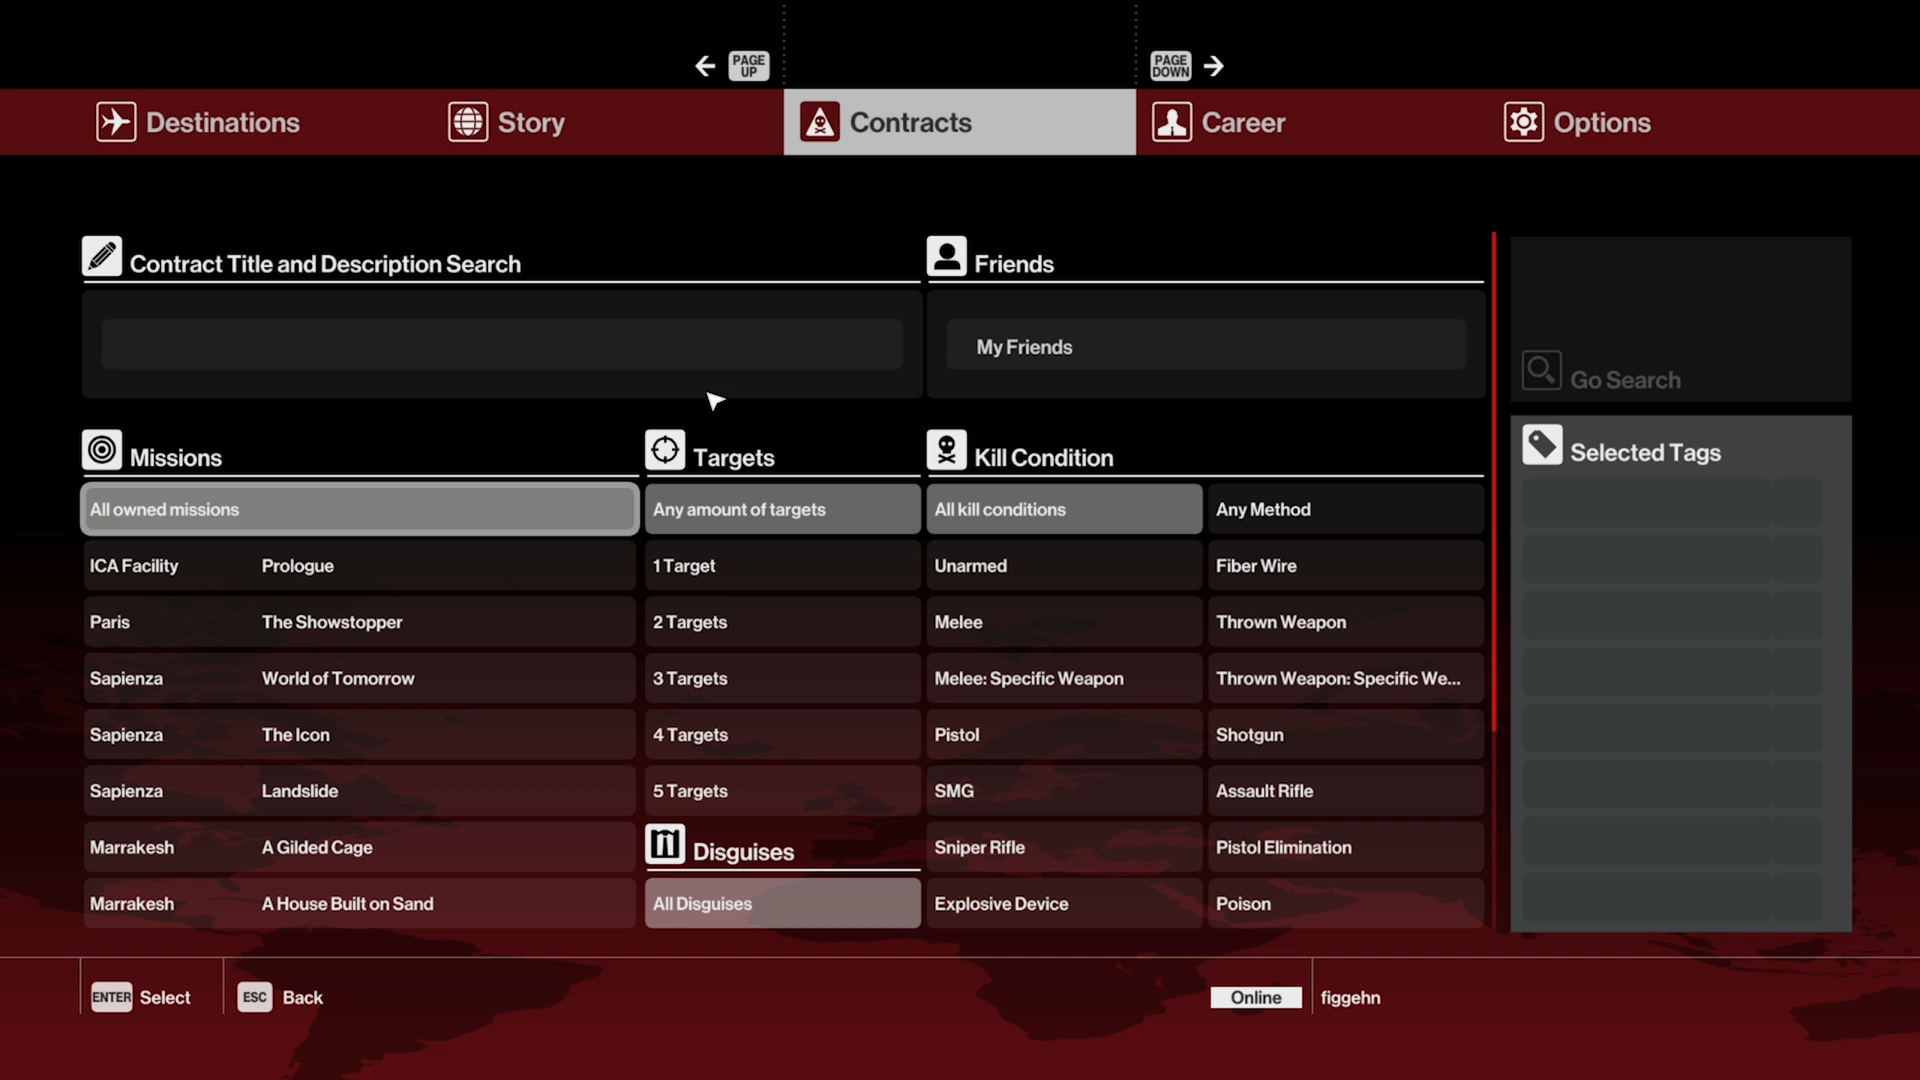 PAGE UP
PAGE DOWN
Destinations
Story
Contracts
Career
Options
Contract Title and Description Search
Friends
My Friends
Go Search
Missions
Targets
Kill Condition
Selected Tags
All owned missions
Any amount of targets
All kill conditions
Any Method
ICA Facility Prologue
1 Target
Unarmed
Fiber Wire
Paris The Showstopper
2 Targets
Melee
Thrown Weapon
Sapienza World of Tomorrow
3 Targets
Melee: Specific Weapon
Thrown Weapon: Specific We...
Sapienza The Icon
4 Targets
Pistol
Shotgun
Sapienza Landslide
5 Targets
SMG
Assault Rifle
Marrakesh A Gilded Cage
Disguises
Sniper Rifle
Pistol Elimination
Marrakesh A House Built on Sand
All Disguises
Explosive Device
Poison
ENTER Select
ESC Back
Online
figgehn